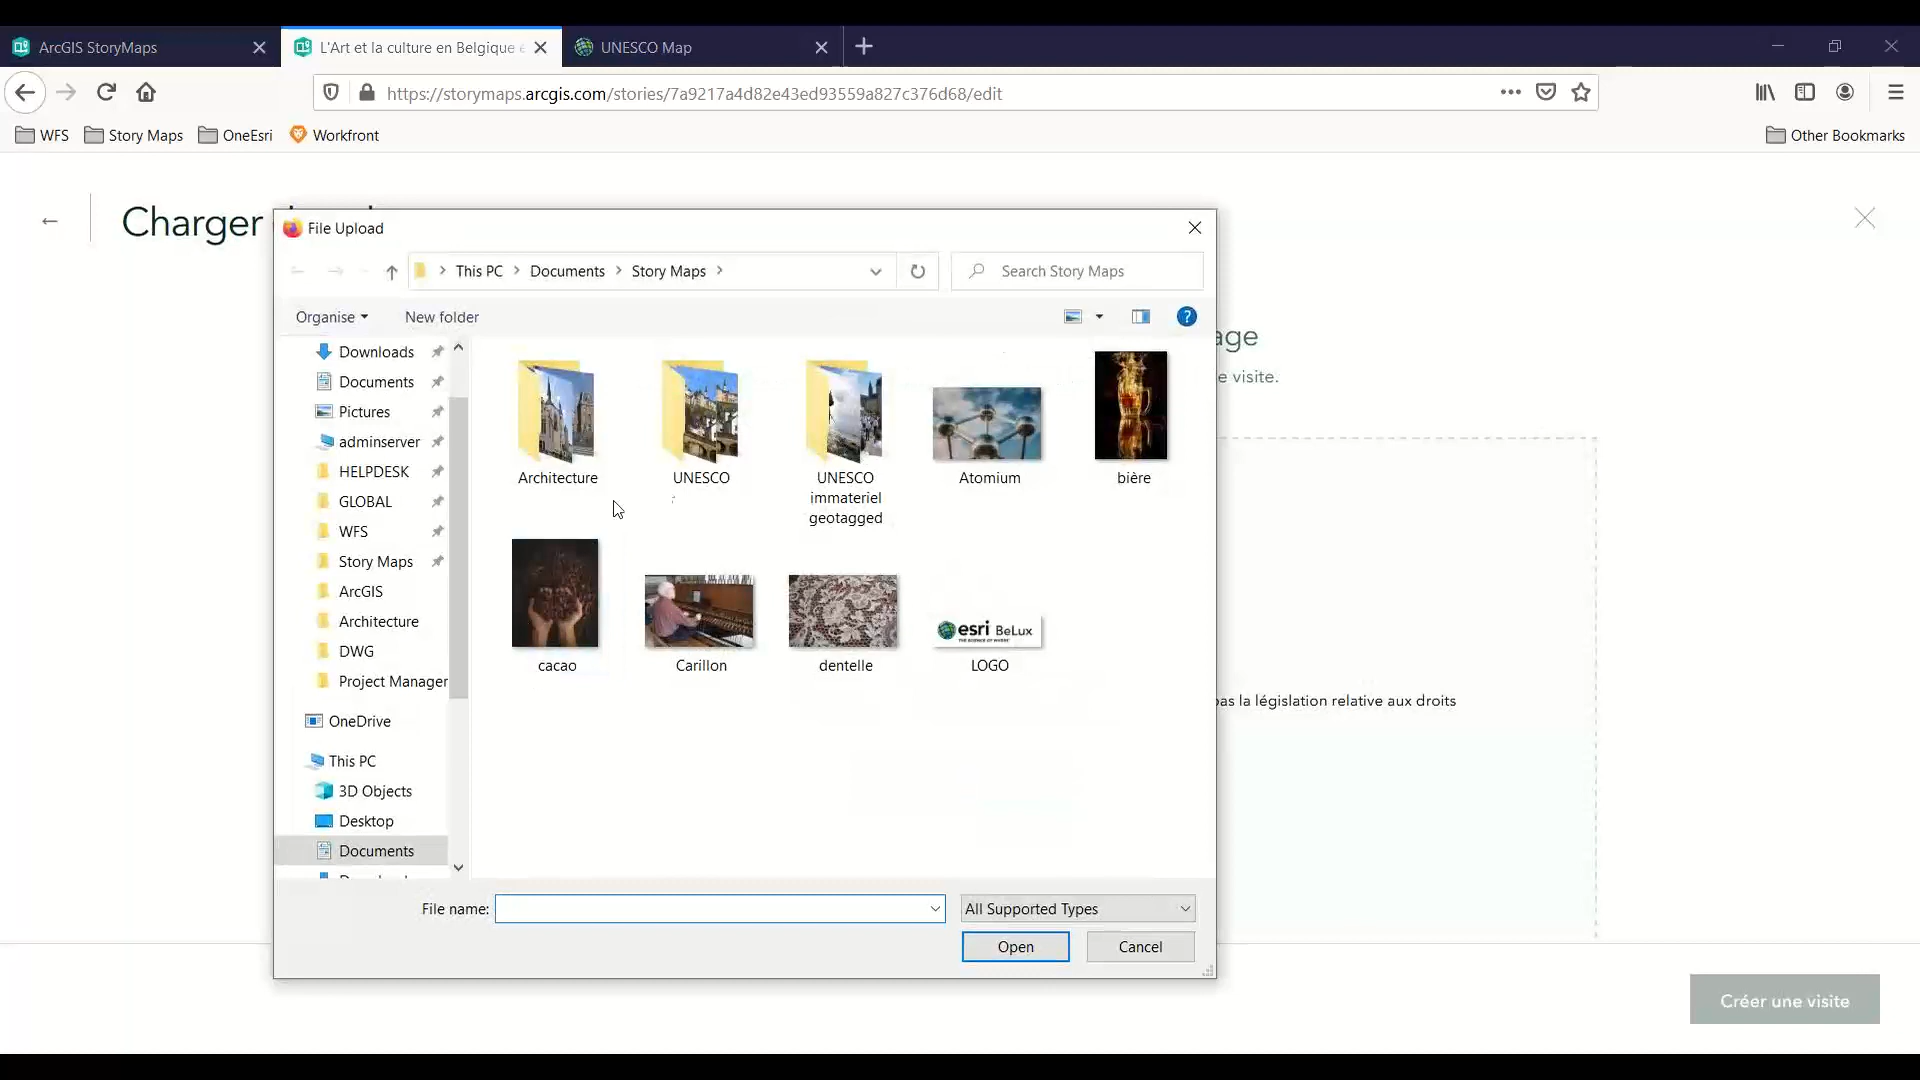 ArcGIS StoryMaps
L'Art et la culture en Belgique e
UNESCO Map
https://storymaps.arcgis.com/stories/7a9217a4d82e43ed93559a827c376d68/edit
WFS
Story Maps
OneEsri
Workfront
Other Bookmarks
Charger
File Upload
This PC > Documents > Story Maps >
Search Story Maps
Organise
New folder
age
e visite.
Downloads
Documents
Pictures
adminserver
HELPDESK
GLOBAL
WFS
Story Maps
ArcGIS
Architecture
DWG
Project Manager
OneDrive
This PC
3D Objects
Desktop
Documents
Architecture
UNESCO
UNESCO
immateriel
geotagged
Atomium
bière
cacao
Carillon
dentelle
esri BeLux
THE SCIENCE OF WHERE
LOGO
pas la législation relative aux droits
File name:
All Supported Types
Open
Cancel
Créer une visite